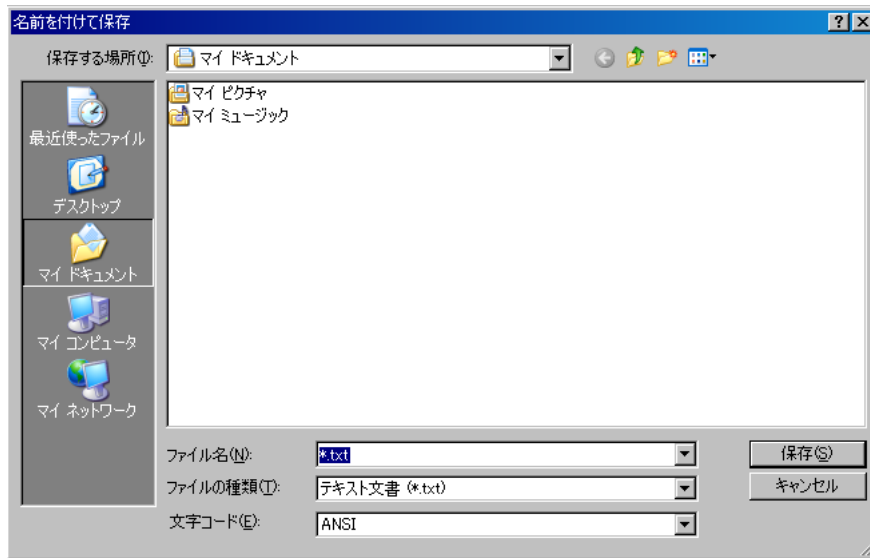 名前を付けて保存
保存する場所(I):
マイ ドキュメント
最近使ったファイル
デスクトップ
マイ ドキュメント
マイ コンピュータ
マイ ネットワーク
マイ ピクチャ
マイ ミュージック
ファイル名(N):
*.txt
保存(S)
ファイルの種類(T):
テキスト文書 (*.txt)
キャンセル
文字コード(E):
ANSI